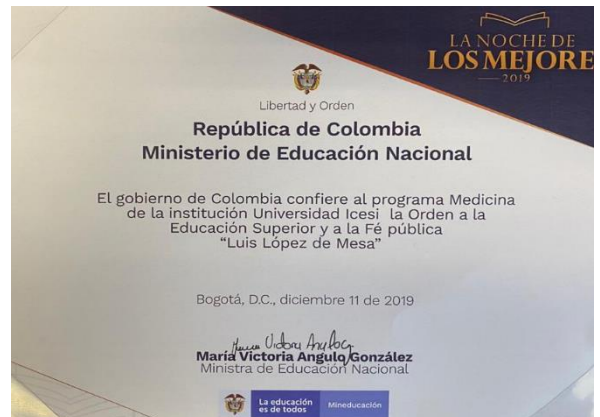 LA NOCHE DE
LOS MEJORE
2019
Libertad y Orden
República de Colombia
Ministerio de Educación Nacional
El gobierno de Colombia confiere al programa Medicina
de la institución Universidad Icesi la Orden a la
Educación Superior y a la Fé pública
“Luis López de Mesa”
Bogotá, D.C., diciembre 11 de 2019
María Victoria Angulo González
Ministra de Educación Nacional
La educación
es de todos
Mineducación